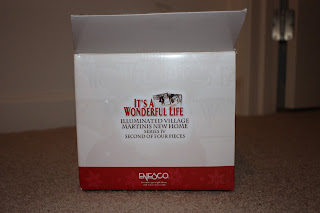 IT'S A
WONDERFUL LIFE
ILLUMINATED VILLAGE
MARTINIS NEW HOME
SERIES IV
SECOND OF FOUR PIECES
ENESCO